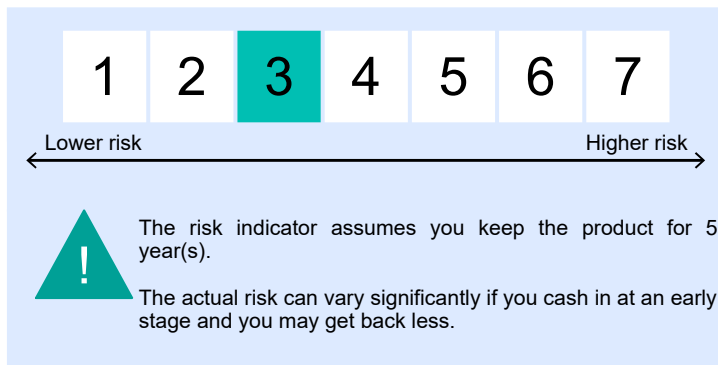 1 2 3 4 5 6 7
Lower risk Higher risk
!
The risk indicator assumes you keep the product for 5
year(s).
The actual risk can vary significantly if you cash in at an early
stage and you may get back less.